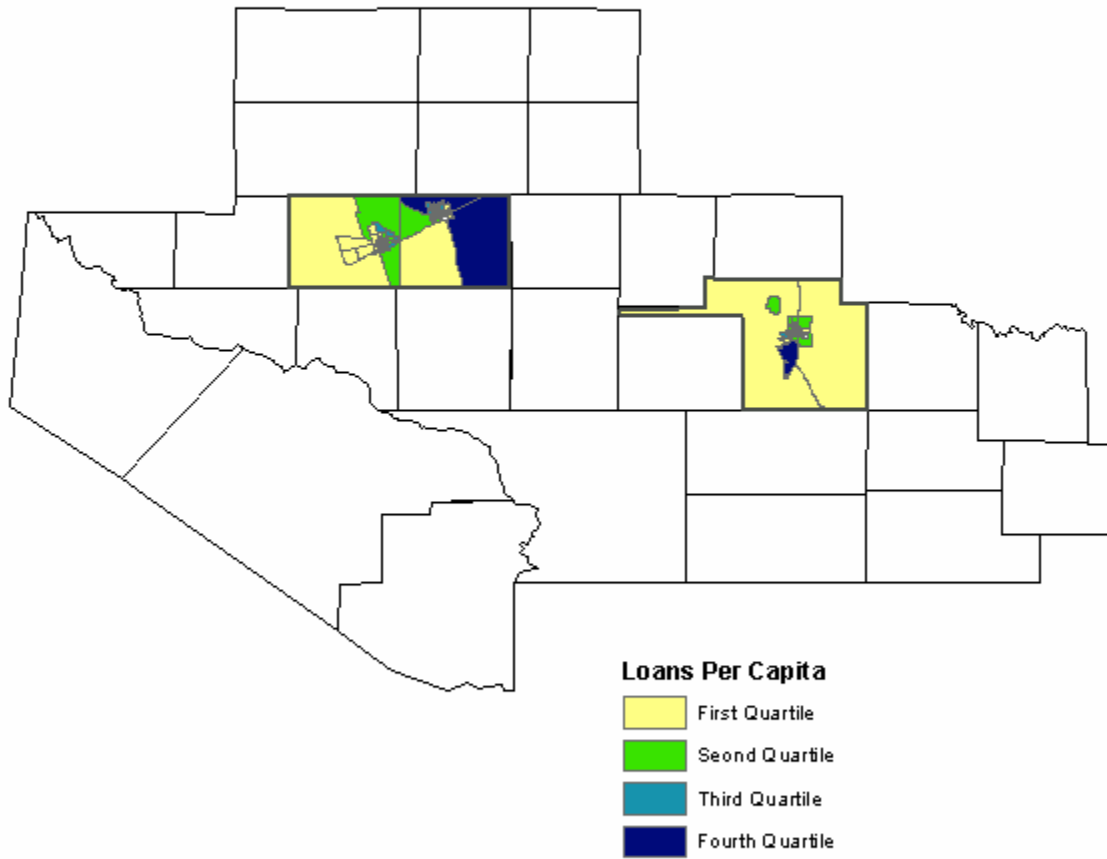 Loans Per Capita
First Quartile
Seond Quartile
Third Quartile
Fourth Quartile